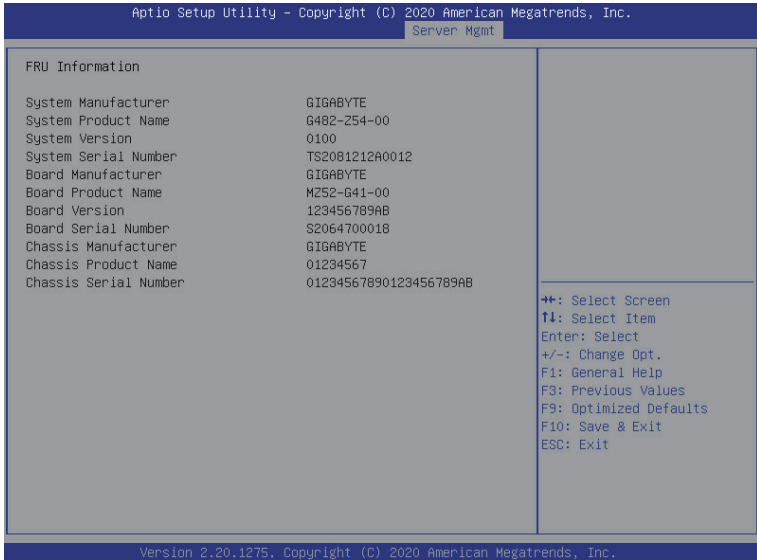 Aptio Setup Utility – Copyright (C) 2020 American Megatrends, Inc.
Server Mgmt
FRU Information
System Manufacturer GIGABYTE
System Product Name G482-Z54-00
System Version 0100
System Serial Number TS2081212A0012
Board Manufacturer GIGABYTE
Board Product Name MZ52-G41-00
Board Version 123456789AB
Board Serial Number S2064700018
Chassis Manufacturer GIGABYTE
Chassis Product Name 01234567
Chassis Serial Number 01234567890123456789AB
→←: Select Screen
↑↓: Select Item
Enter: Select
+/-: Change Opt.
F1: General Help
F3: Previous Values
F9: Optimized Defaults
F10: Save & Exit
ESC: Exit
Version 2.20.1275. Copyright (C) 2020 American Megatrends, Inc.